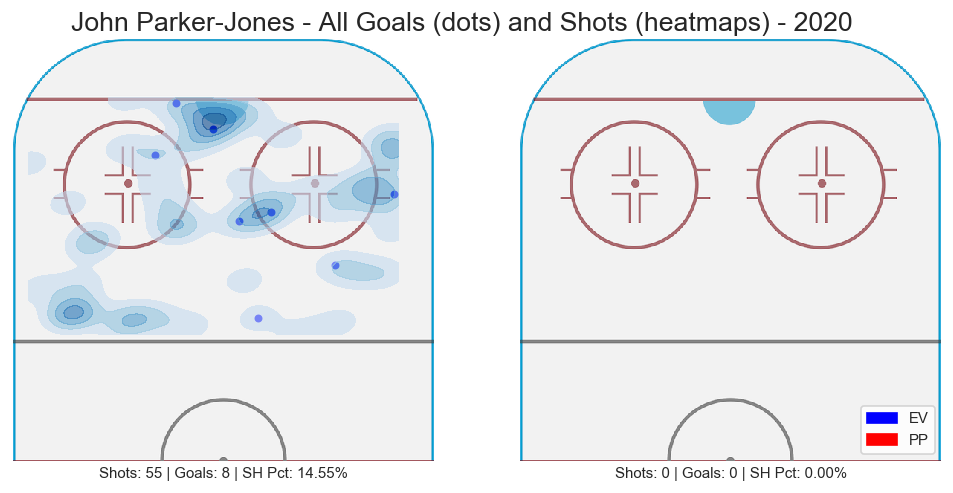 John Parker-Jones - All Goals (dots) and Shots (heatmaps) - 2020
EV
PP
Shots: 55 | Goals: 8 | SH Pct: 14.55%
Shots: 0 | Goals: 0 | SH Pct: 0.00%